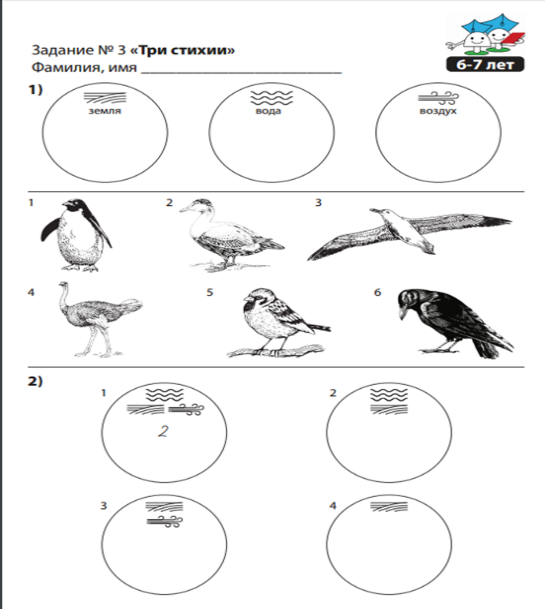 Задание № 3 «Три стихии»
Фамилия, имя ____________________________
6-7 лет
1)
земля вода воздух
1 2 3
4 5 6
2)
1 2
2
3 4